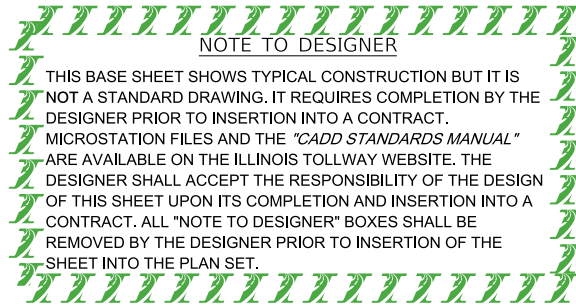 NOTE TO DESIGNER
THIS BASE SHEET SHOWS TYPICAL CONSTRUCTION BUT IT IS
NOT A STANDARD DRAWING. IT REQUIRES COMPLETION BY THE
DESIGNER PRIOR TO INSERTION INTO A CONTRACT.
MICROSTATION FILES AND THE "CADD STANDARDS MANUAL"
ARE AVAILABLE ON THE ILLINOIS TOLLWAY WEBSITE. THE
DESIGNER SHALL ACCEPT THE RESPONSIBILITY OF THE DESIGN
OF THIS SHEET UPON ITS COMPLETION AND INSERTION INTO A
CONTRACT. ALL "NOTE TO DESIGNER" BOXES SHALL BE
REMOVED BY THE DESIGNER PRIOR TO INSERTION OF THE
SHEET INTO THE PLAN SET.